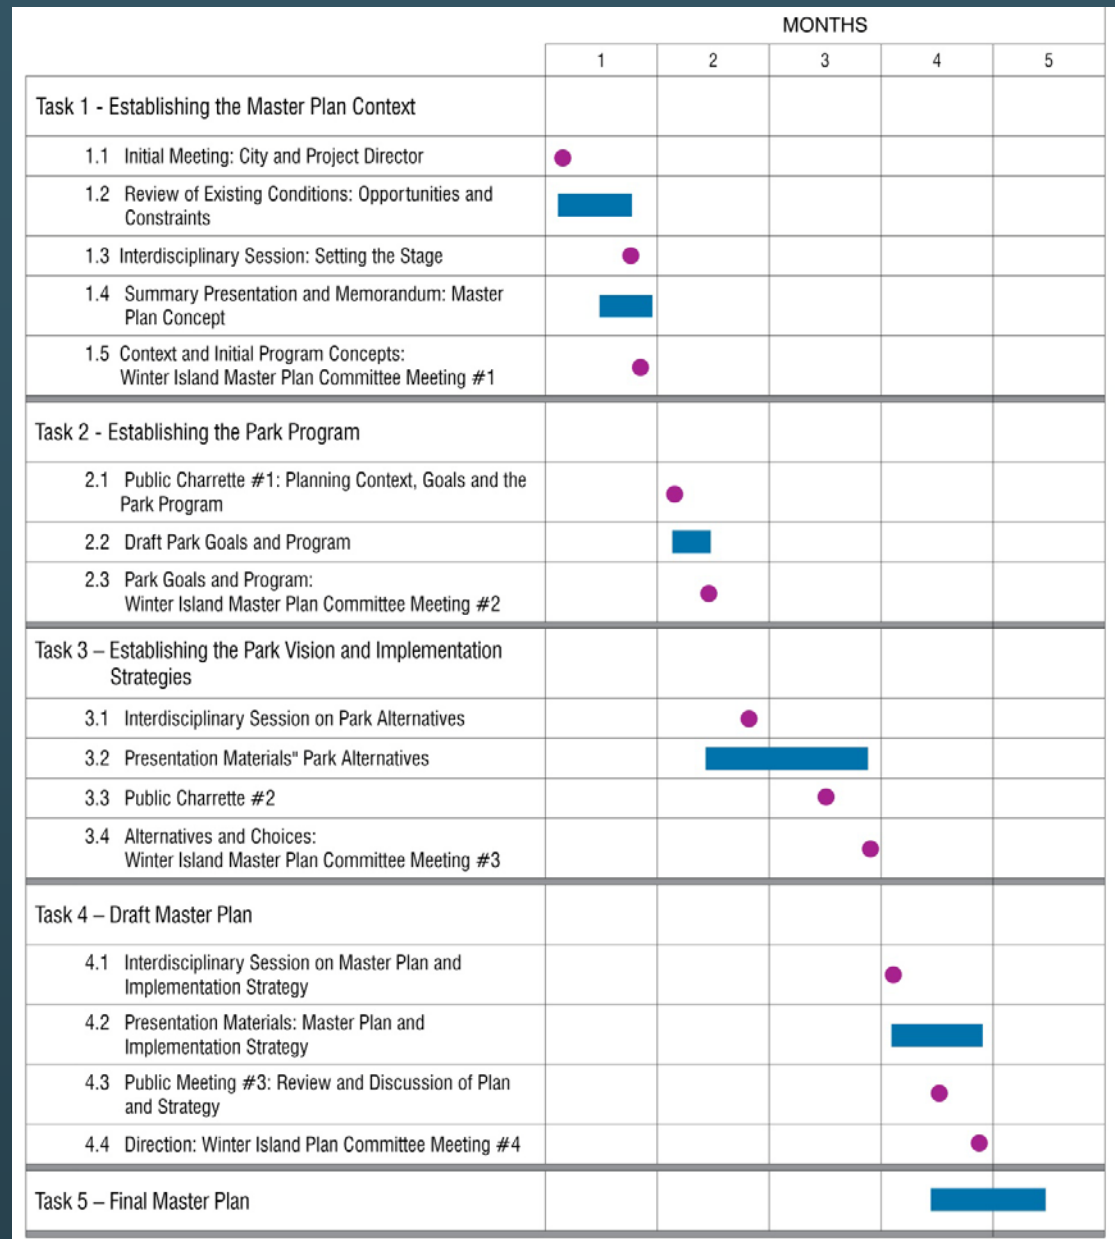 MONTHS
1 2 3 4 5
Task 1 - Establishing the Master Plan Context
1.1 Initial Meeting: City and Project Director
1.2 Review of Existing Conditions: Opportunities and
Constraints
1.3 Interdisciplinary Session: Setting the Stage
1.4 Summary Presentation and Memorandum: Master
Plan Concept
1.5 Context and Initial Program Concepts:
Winter Island Master Plan Committee Meeting #1
Task 2 - Establishing the Park Program
2.1 Public Charrette #1: Planning Context, Goals and the
Park Program
2.2 Draft Park Goals and Program
2.3 Park Goals and Program:
Winter Island Master Plan Committee Meeting #2
Task 3 – Establishing the Park Vision and Implementation
Strategies
3.1 Interdisciplinary Session on Park Alternatives
3.2 Presentation Materials" Park Alternatives
3.3 Public Charrette #2
3.4 Alternatives and Choices:
Winter Island Master Plan Committee Meeting #3
Task 4 – Draft Master Plan
4.1 Interdisciplinary Session on Master Plan and
Implementation Strategy
4.2 Presentation Materials: Master Plan and
Implementation Strategy
4.3 Public Meeting #3: Review and Discussion of Plan
and Strategy
4.4 Direction: Winter Island Plan Committee Meeting #4
Task 5 – Final Master Plan